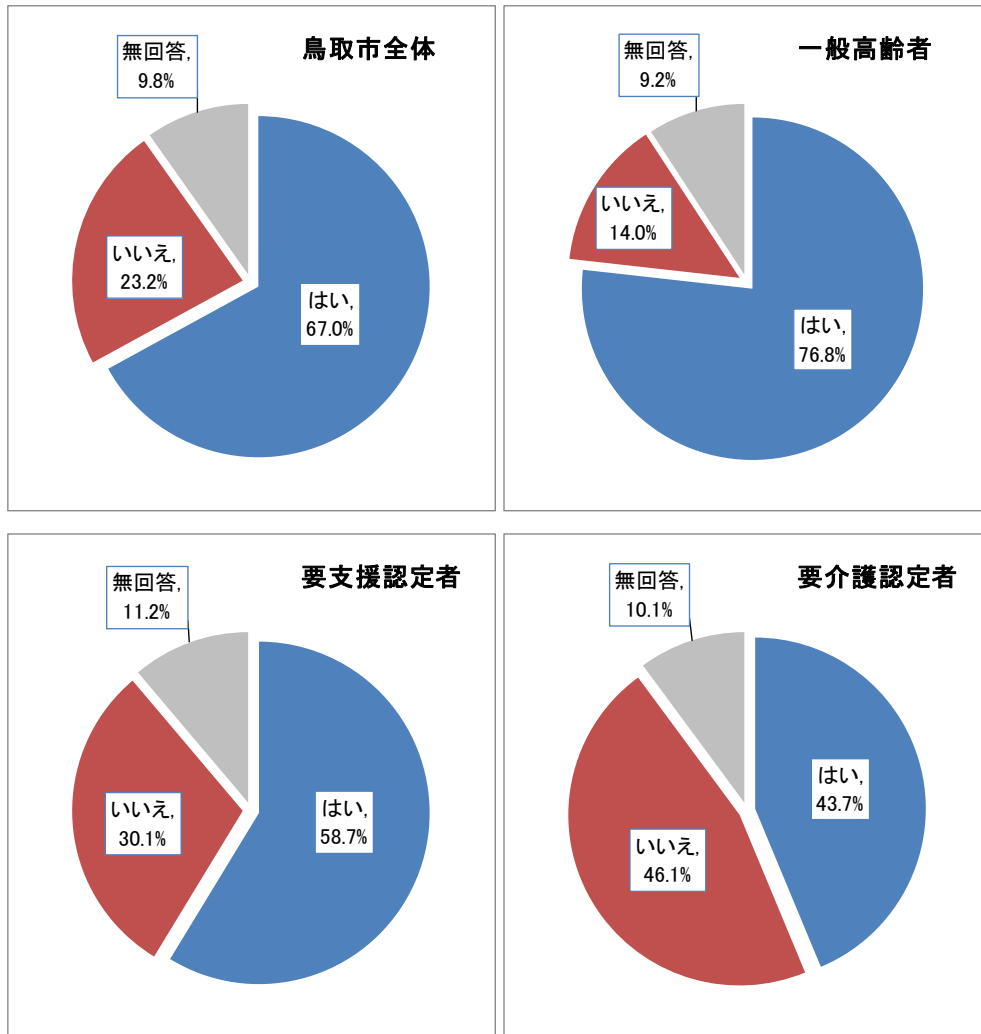 鳥取市全体
無回答,
9.8%
いいえ,
23.2%
はい,
67.0%
一般高齢者
無回答,
9.2%
いいえ,
14.0%
はい,
76.8%
要支援認定者
無回答,
11.2%
いいえ,
30.1%
はい,
58.7%
要介護認定者
無回答,
10.1%
はい,
43.7%
いいえ,
46.1%